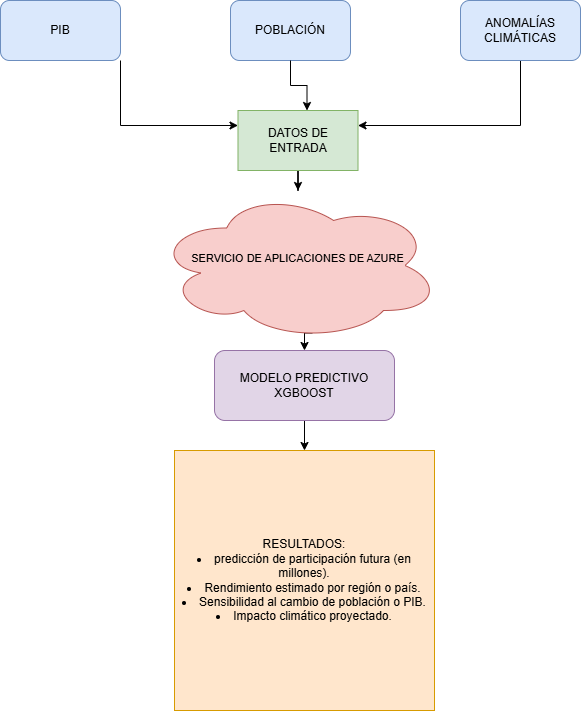 PIB
POBLACIÓN
ANOMALÍAS
CLIMÁTICAS
DATOS DE
ENTRADA
SERVICIO DE APLICACIONES DE AZURE
MODELO PREDICTIVO
XGBOOST
RESULTADOS:
• predicción de participación futura (en
millones).
• Rendimiento estimado por región o país.
• Sensibilidad al cambio de población o PIB.
• Impacto climático proyectado.